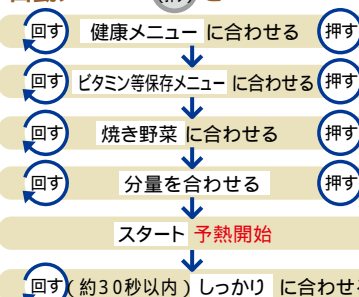 回す 健康メニュー に合わせる 押す
回す ビタミン等保存メニュー に合わせる 押す
回す 焼き野菜 に合わせる 押す
回す 分量を合わせる 押す
スタート 予熱開始
回す (約30秒以内) しっかり に合わせ